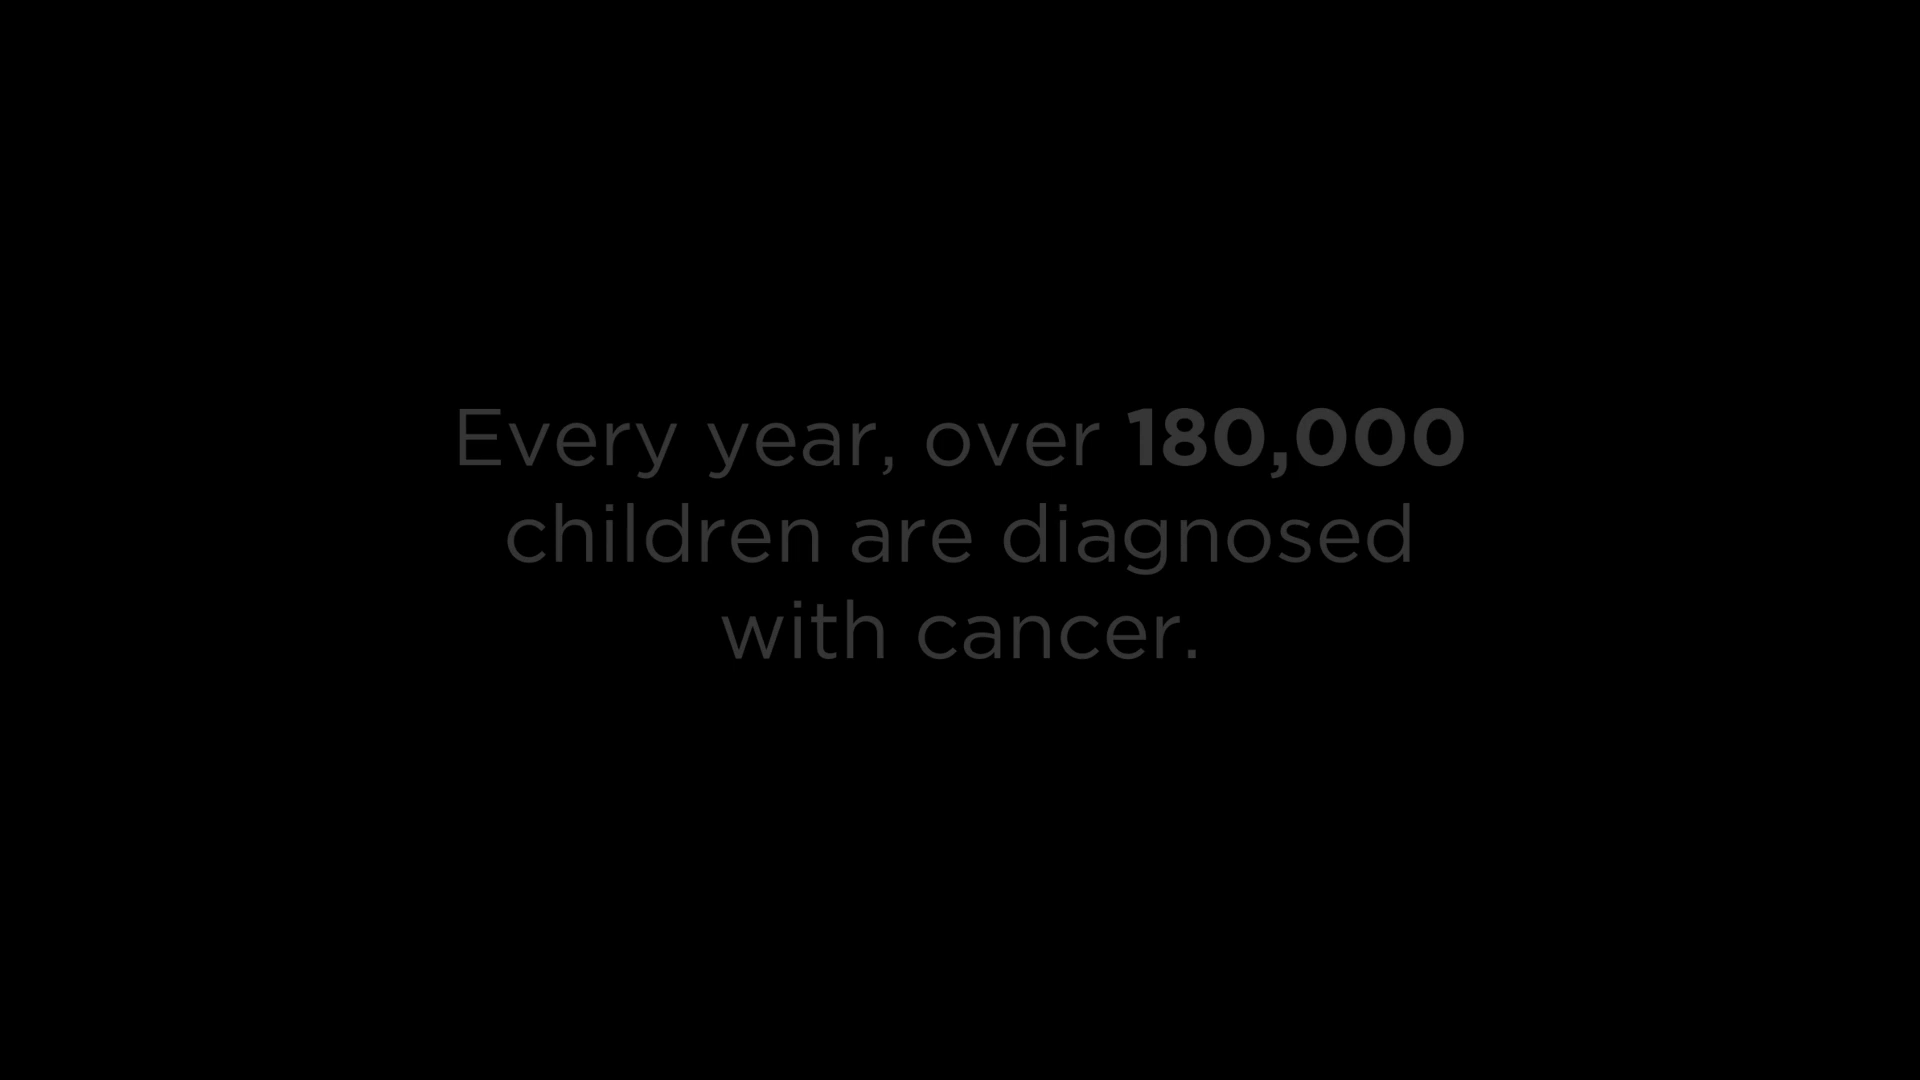 Every year, over 180,000
children are diagnosed
with cancer.